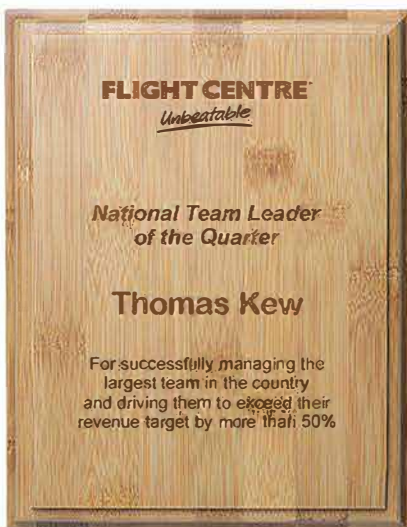 FLIGHT CENTRE™
Unbeatable
National Team Leader
of the Quarter
Thomas Kew
For successfully managing the
largest team in the country
and driving them to exceed their
revenue target by more than 50%